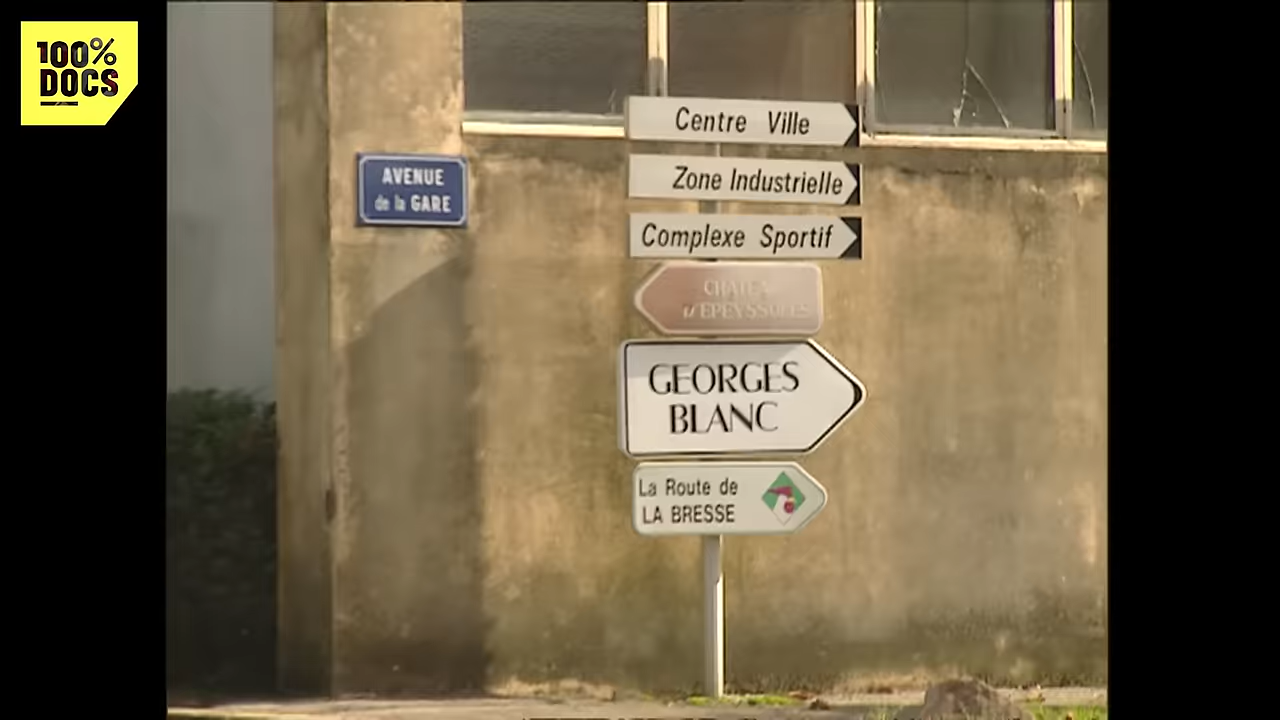 100%
DOCS
AVENUE
de la GARE
Centre Ville
Zone Industrielle
Complexe Sportif
D'EPEYSSOLES
GEORGES
BLANC
La Route de
LA BRESSE